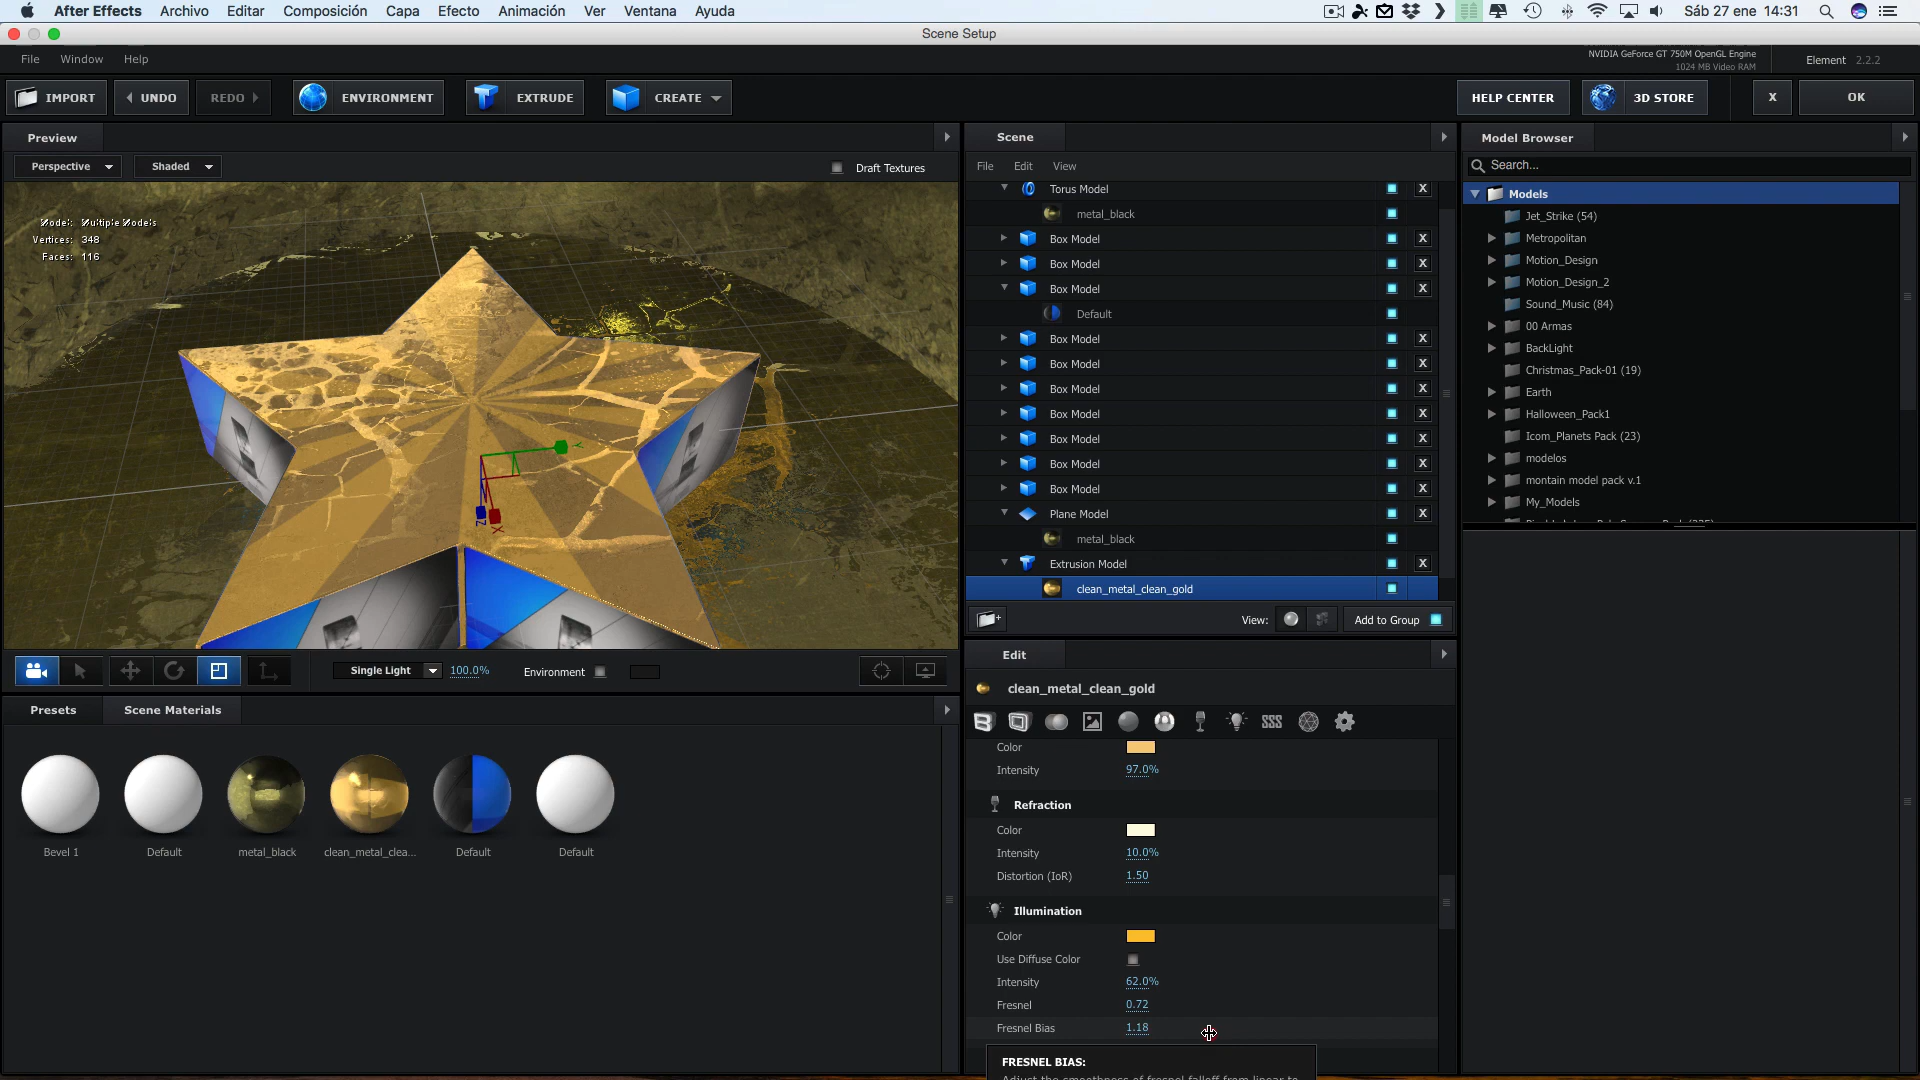 After Effects Archivo Editar Composición Capa Efecto Animación Ver Ventana Ayuda Sáb 27 ene 14:31
Scene Setup
File Window Help
NVIDIA GeForce GT 750M OpenGL Engine
1024 MB Video RAM
Element 2.2.2
IMPORT UNDO REDO ENVIRONMENT EXTRUDE CREATE HELP CENTER 3D STORE X OK
Preview
Perspective Shaded Draft Textures
Model: Multiple Models
Vertices: 348
Faces: 116
Y
Z X
Single Light 100.0% Environment
Presets Scene Materials
Bevel 1 Default metal_black clean_metal_clea... Default Default
Scene
File Edit View
Torus Model X
metal_black
Box Model X
Box Model X
Box Model X
Default
Box Model X
Box Model X
Box Model X
Box Model X
Box Model X
Box Model X
Box Model X
Plane Model X
metal_black
Extrusion Model X
clean_metal_clean_gold
View: Add to Group
Edit
clean_metal_clean_gold
Color
Intensity 97.0%
Refraction
Color
Intensity 10.0%
Distortion (IoR) 1.50
Illumination
Color
Use Diffuse Color
Intensity 62.0%
Fresnel 0.72
Fresnel Bias 1.18
FRESNEL BIAS:
Adjust the smoothness of fresnel falloff from linear to
Model Browser
Search...
Models
Jet_Strike (54)
Metropolitan
Motion_Design
Motion_Design_2
Sound_Music (84)
00 Armas
BackLight
Christmas_Pack-01 (19)
Earth
Halloween_Pack1
Icom_Planets Pack (23)
modelos
montain model pack v.1
My_Models